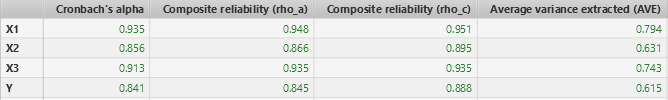 Cronbach's alpha Composite reliability (rho_a) Composite reliability (rho_c) Average variance extracted (AVE)
X1 0.935 0.948 0.951 0.794
X2 0.856 0.866 0.895 0.631
X3 0.913 0.935 0.935 0.743
Y 0.841 0.845 0.888 0.615